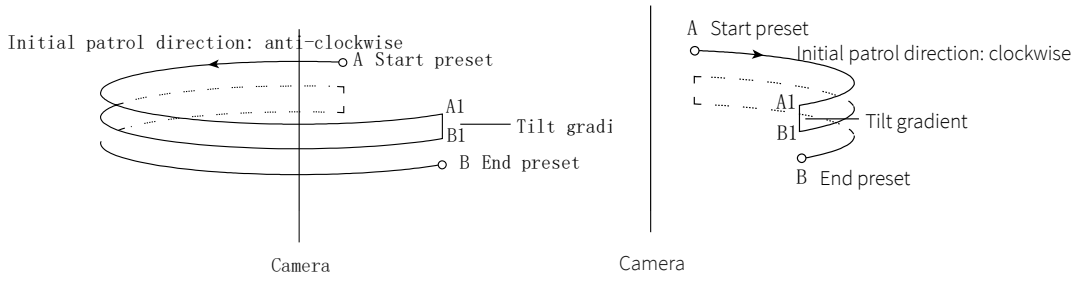 Initial patrol direction: anti-clockwise
A Start preset
A1
B1
Tilt gradi
B End preset
Camera
A Start preset
Initial patrol direction: clockwise
A1
B1
Tilt gradient
B End preset
Camera